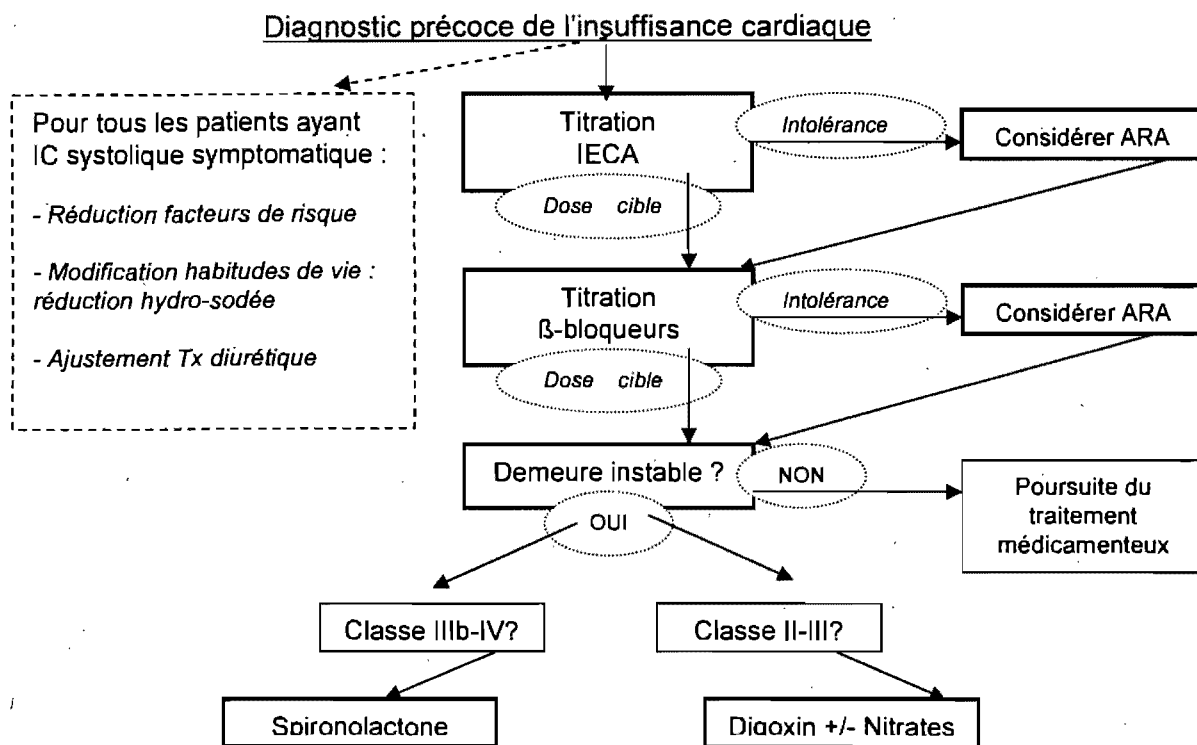 Diagnostic précoce de l'insuffisance cardiaque
Pour tous les patients ayant
IC systolique symptomatique :
- Réduction facteurs de risque
- Modification habitudes de vie :
réduction hydro-sodée
- Ajustement Tx diurétique
Titration
IECA
Intolérance
Considérer ARA
Dose cible
Titration
ß-bloqueurs
Intolérance
Considérer ARA
Dose cible
Demeure instable ?
NON
Poursuite du
traitement
médicamenteux
OUI
Classe IIIb-IV?
Classe II-III?
Spironolactone
Digoxin +/- Nitrates